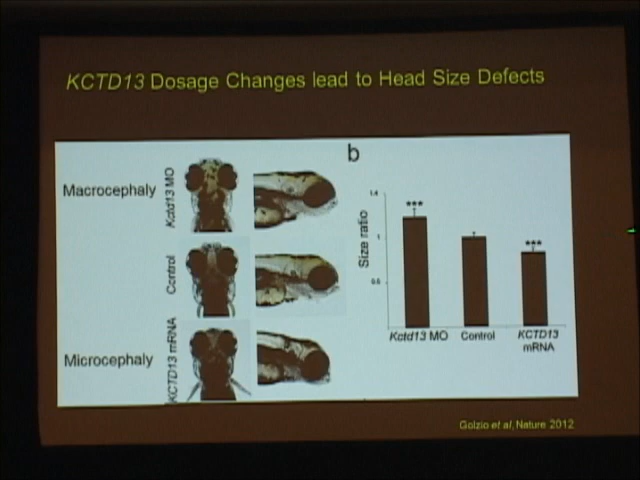 KCTD13 Dosage Changes lead to Head Size Defects
b
Macrocephaly
Kctd13 MO
Control
Microcephaly
KCTD13 mRNA
Size ratio
1.4
1
0.6
***
***
Kctd13 MO
Control
KCTD13
mRNA
Golzio et al, Nature 2012